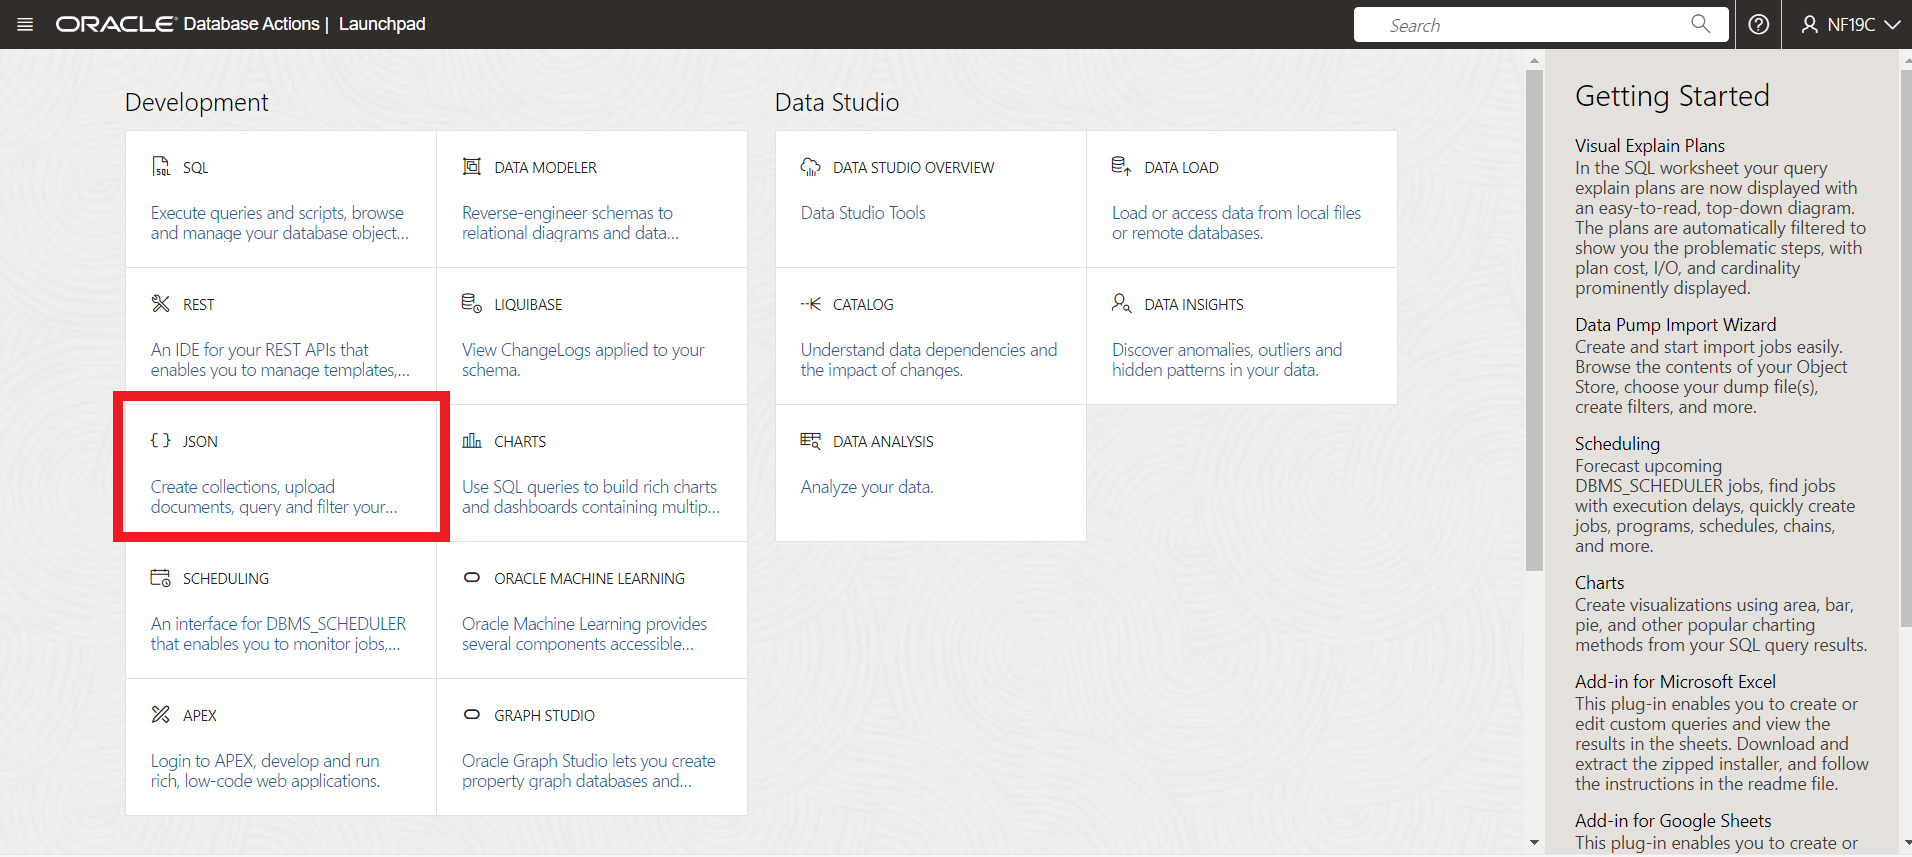 ORACLE Database Actions | Launchpad
Search
NF19C
Development
SQL
Execute queries and scripts, browse
and manage your database object...
DATA MODELER
Reverse-engineer schemas to
relational diagrams and data...
REST
An IDE for your REST APIs that
enables you to manage templates,...
LIQUIBASE
View ChangeLogs applied to your
schema.
JSON
Create collections, upload
documents, query and filter your...
CHARTS
Use SQL queries to build rich charts
and dashboards containing multip...
SCHEDULING
An interface for DBMS_SCHEDULER
that enables you to monitor jobs,...
ORACLE MACHINE LEARNING
Oracle Machine Learning provides
several components accessible...
APEX
Login to APEX, develop and run
rich, low-code web applications.
GRAPH STUDIO
Oracle Graph Studio lets you create
property graph databases and...
Data Studio
DATA STUDIO OVERVIEW
Data Studio Tools
DATA LOAD
Load or access data from local files
or remote databases.
CATALOG
Understand data dependencies and
the impact of changes.
DATA INSIGHTS
Discover anomalies, outliers and
hidden patterns in your data.
DATA ANALYSIS
Analyze your data.
Getting Started
Visual Explain Plans
In the SQL worksheet your query
explain plans are now displayed with
an easy-to-read, top-down diagram.
The plans are automatically filtered to
show you the problematic steps, with
plan cost, I/O, and cardinality
prominently displayed.
Data Pump Import Wizard
Create and start import jobs easily.
Browse the contents of your Object
Store, choose your dump file(s),
create filters, and more.
Scheduling
Forecast upcoming
DBMS_SCHEDULER jobs, find jobs
with execution delays, quickly create
jobs, programs, schedules, chains,
and more.
Charts
Create visualizations using area, bar,
pie, and other popular charting
methods from your SQL query results.
Add-in for Microsoft Excel
This plug-in enables you to create or
edit custom queries and view the
results in the sheets. Download and
extract the zipped installer, and follow
the instructions in the readme file.
Add-in for Google Sheets
This plug-in enables you to create or